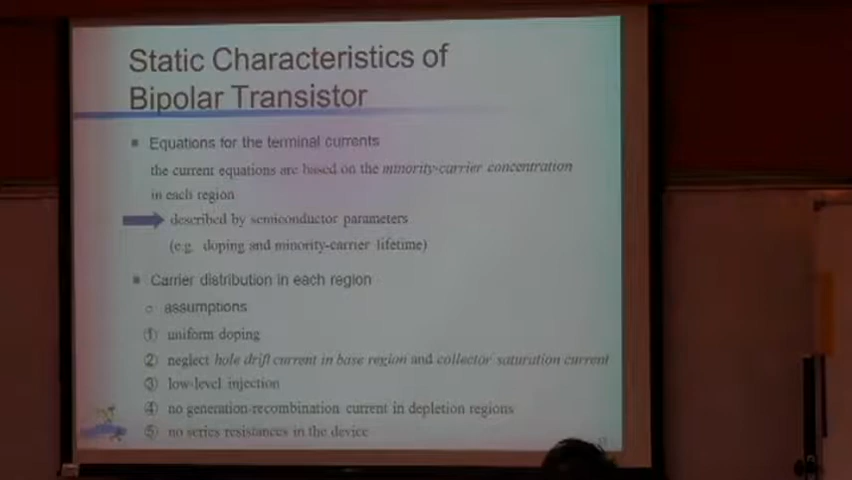 Static Characteristics of
Bipolar Transistor
Equations for the terminal currents
the current equations are based on the minority-carrier concentration
in each region
described by semiconductor parameters
(e.g. doping and minority-carrier lifetime)
Carrier distribution in each region
assumptions
① uniform doping
② neglect hole drift current in base region and collector saturation current
③ low-level injection
④ no generation-recombination current in depletion regions
⑤ no series resistances in the device